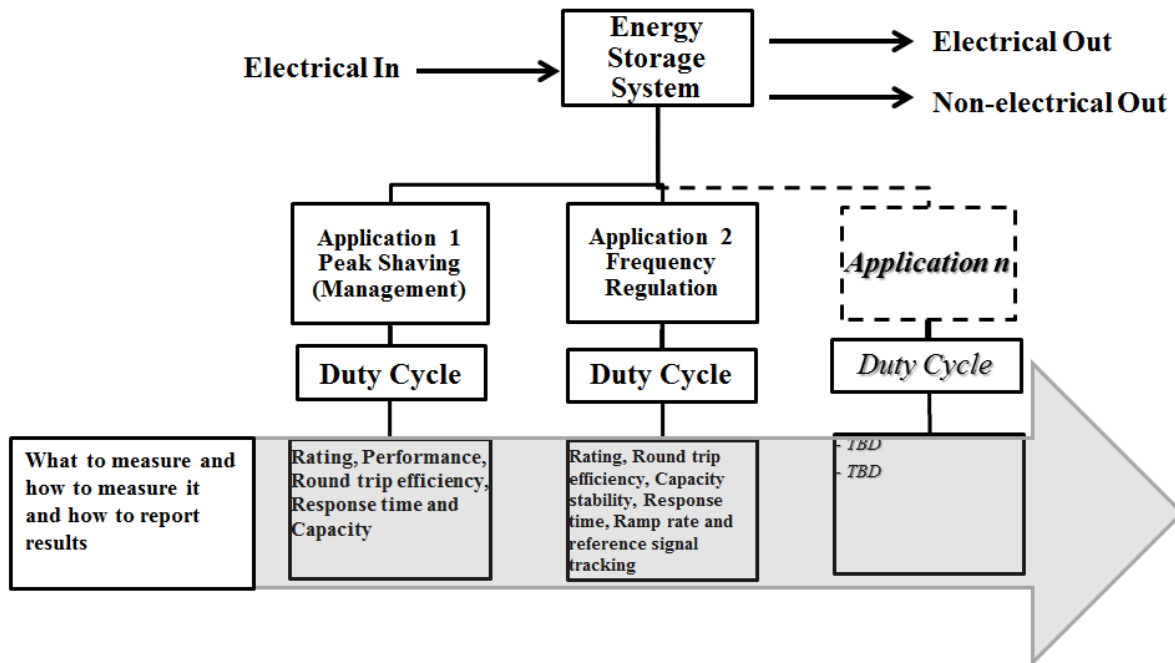 Energy
Storage
System
Electrical In
Electrical Out
Non-electrical Out
Application 1
Peak Shaving
(Management)
Application 2
Frequency
Regulation
Application n
Duty Cycle
Duty Cycle
Duty Cycle
What to measure and
how to measure it
and how to report
results
Rating, Performance,
Round trip efficiency,
Response time and
Capacity
Rating, Round trip
efficiency, Capacity
stability, Response
time, Ramp rate and
reference signal
tracking
- TBD
- TBD